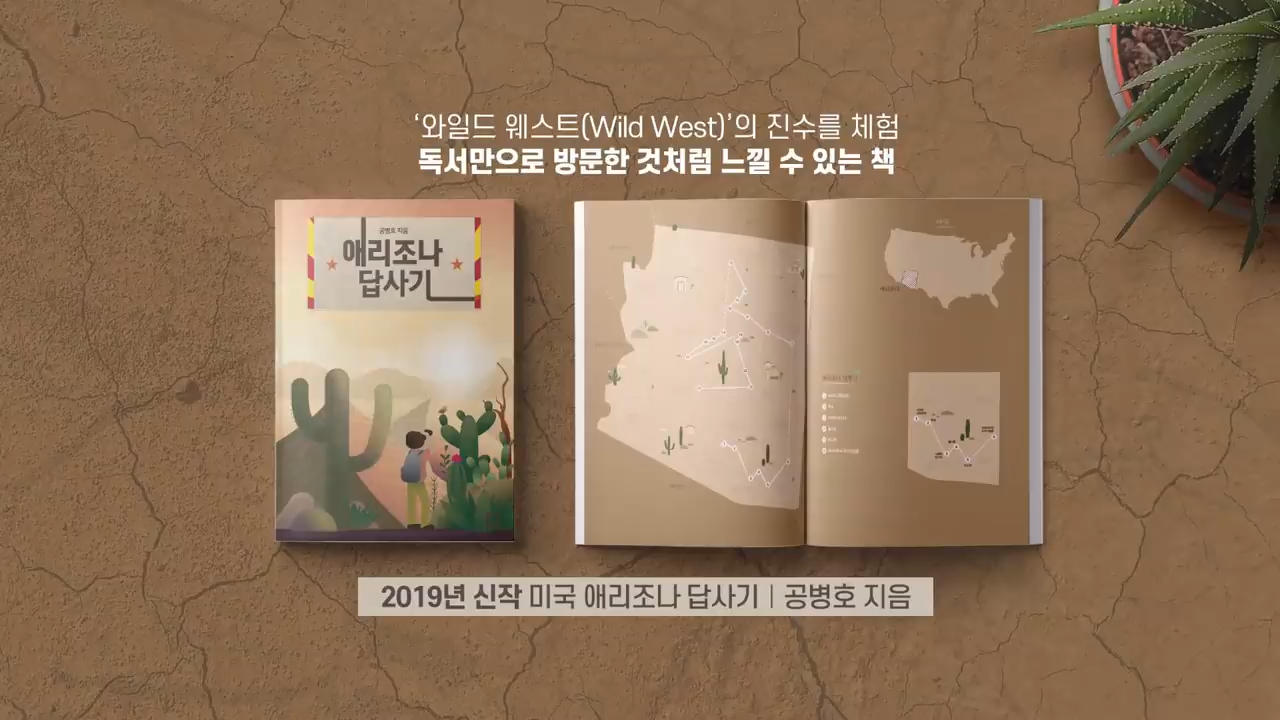 ‘와일드 웨스트(Wild West)’의 진수를 체험
독서만으로 방문한 것처럼 느낄 수 있는 책
공병호 지음
애리조나
답사기
2019년 신작 미국 애리조나 답사기 | 공병호 지음